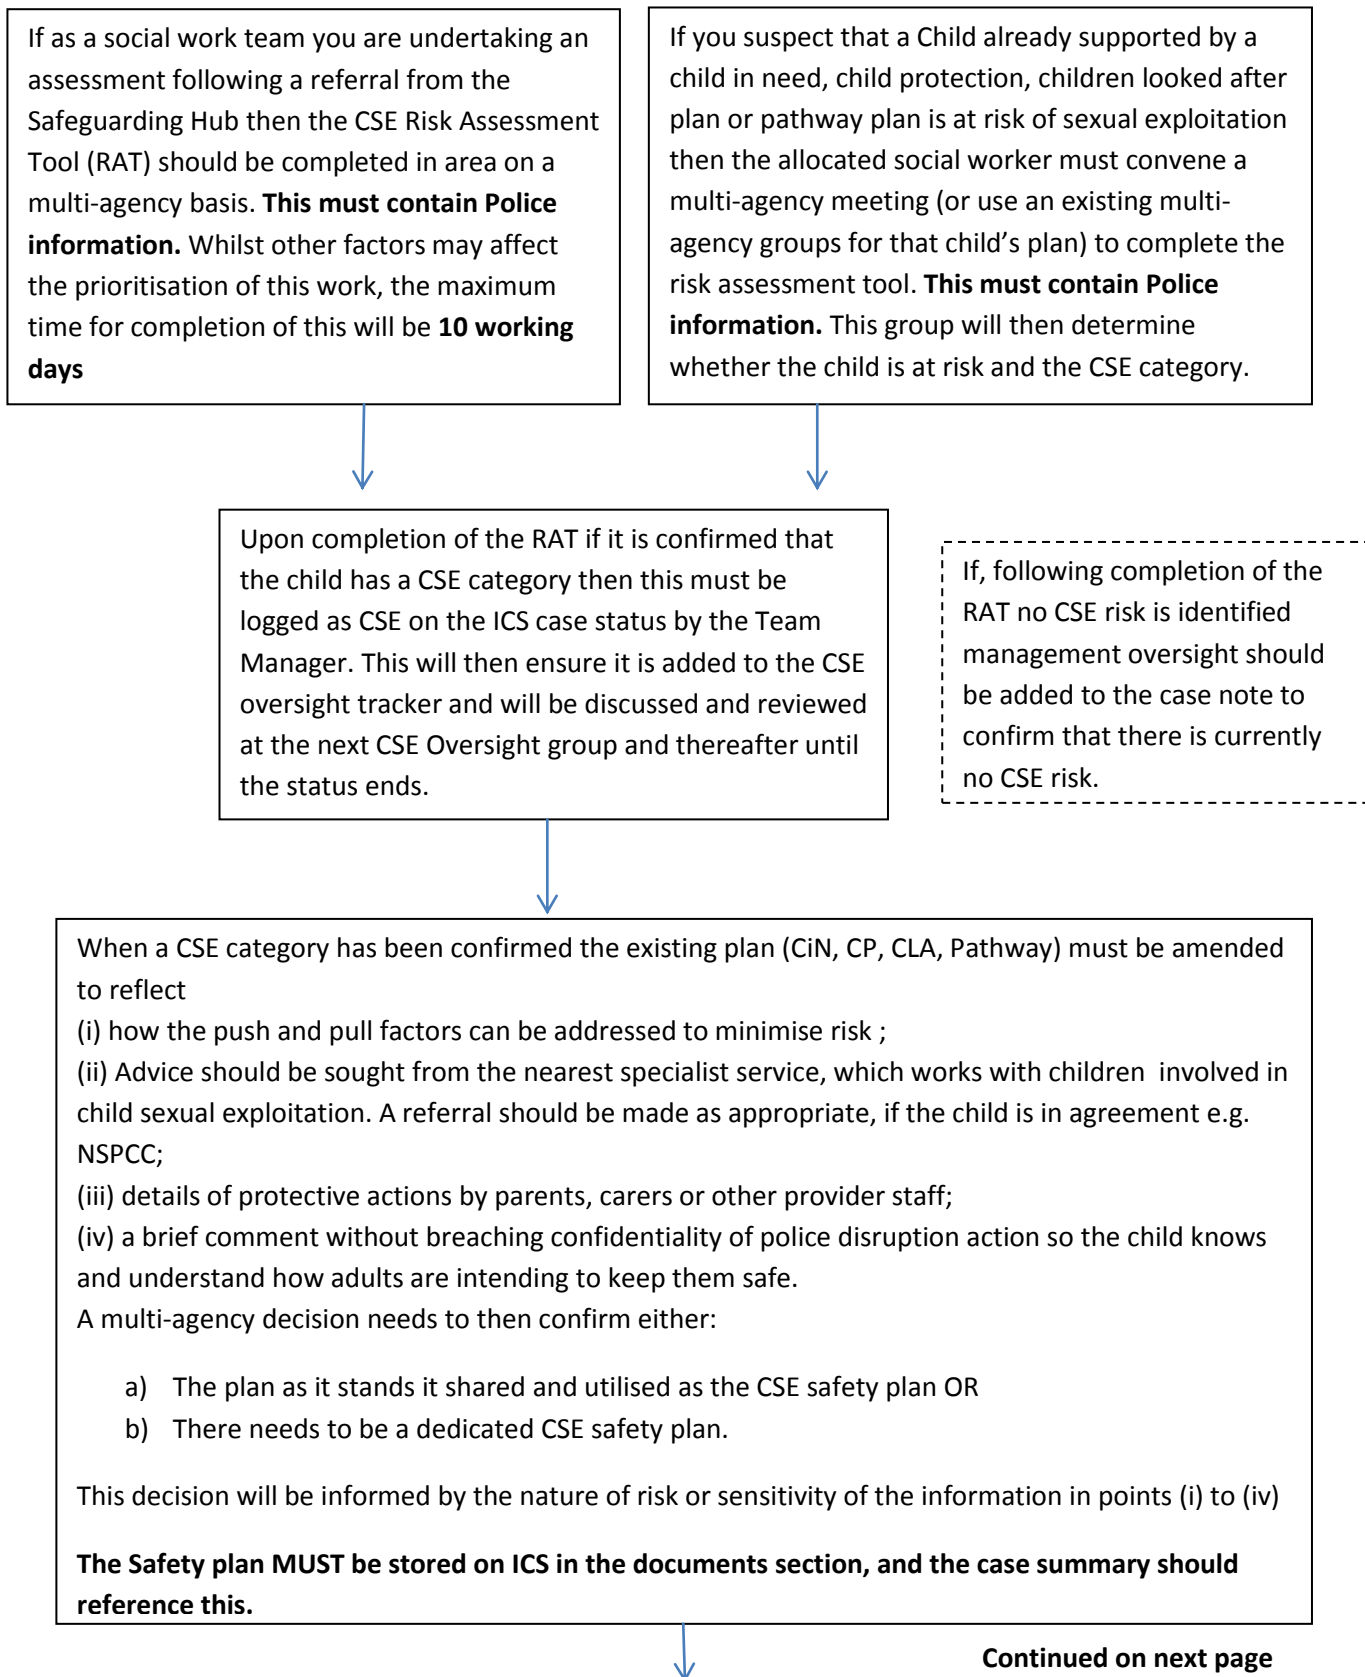 If as a social work team you are undertaking an
assessment following a referral from the
Safeguarding Hub then the CSE Risk Assessment
Tool (RAT) should be completed in area on a
multi-agency basis. This must contain Police
information. Whilst other factors may affect
the prioritisation of this work, the maximum
time for completion of this will be 10 working
days
If you suspect that a Child already supported by a
child in need, child protection, children looked after
plan or pathway plan is at risk of sexual exploitation
then the allocated social worker must convene a
multi-agency meeting (or use an existing multi-
agency groups for that child’s plan) to complete the
risk assessment tool. This must contain Police
information. This group will then determine
whether the child is at risk and the CSE category.
Upon completion of the RAT if it is confirmed that
the child has a CSE category then this must be
logged as CSE on the ICS case status by the Team
Manager. This will then ensure it is added to the CSE
oversight tracker and will be discussed and reviewed
at the next CSE Oversight group and thereafter until
the status ends.
If, following completion of the
RAT no CSE risk is identified
management oversight should
be added to the case note to
confirm that there is currently
no CSE risk.
When a CSE category has been confirmed the existing plan (CiN, CP, CLA, Pathway) must be amended
to reflect
(i) how the push and pull factors can be addressed to minimise risk ;
(ii) Advice should be sought from the nearest specialist service, which works with children involved in
child sexual exploitation. A referral should be made as appropriate, if the child is in agreement e.g.
NSPCC;
(iii) details of protective actions by parents, carers or other provider staff;
(iv) a brief comment without breaching confidentiality of police disruption action so the child knows
and understand how adults are intending to keep them safe.
A multi-agency decision needs to then confirm either:
a) The plan as it stands it shared and utilised as the CSE safety plan OR
b) There needs to be a dedicated CSE safety plan.
This decision will be informed by the nature of risk or sensitivity of the information in points (i) to (iv)
The Safety plan MUST be stored on ICS in the documents section, and the case summary should
reference this.
Continued on next page